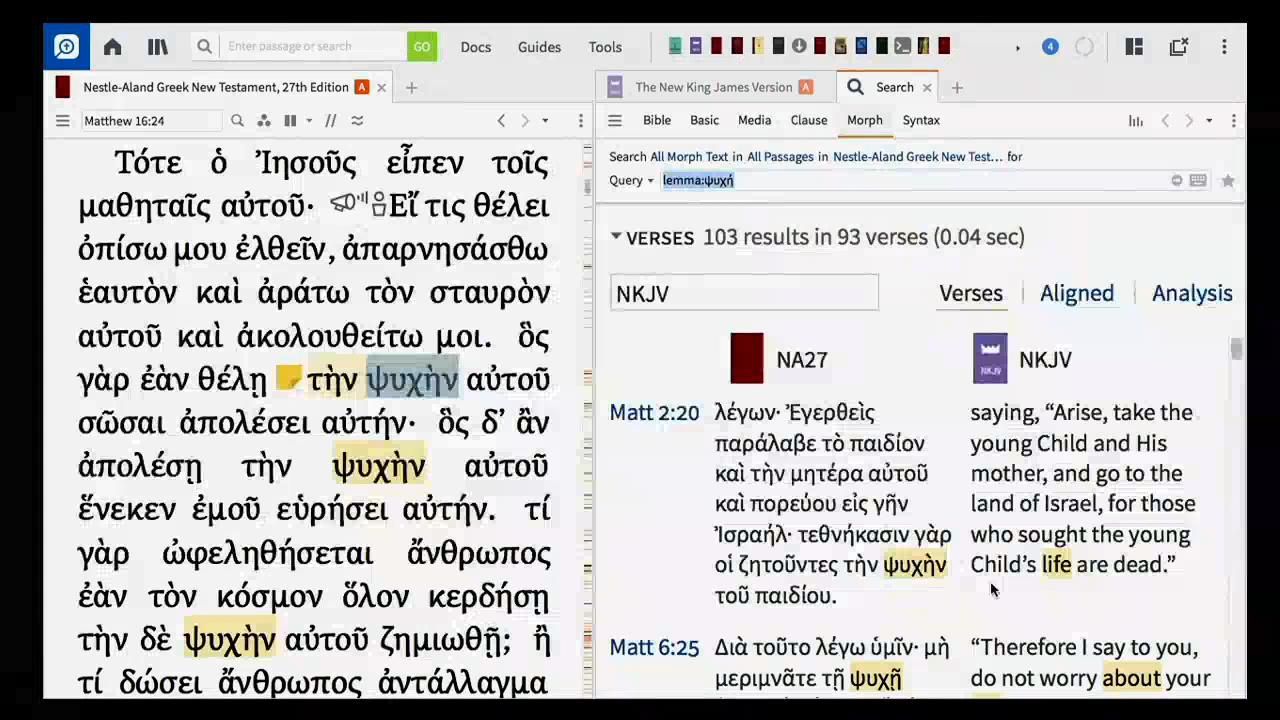 Enter passage or search
GO
Docs
Guides
Tools
4
Nestle-Aland Greek New Testament, 27th Edition A
Matthew 16:24
Τότε ὁ Ἰησοῦς εἶπεν τοῖς
μαθηταῖς αὐτοῦ· Εἴ τις θέλει
ὀπίσω μου ἐλθεῖν, ἀπαρνησάσθω
ἑαυτὸν καὶ ἀράτω τὸν σταυρὸν
αὐτοῦ καὶ ἀκολουθείτω μοι. ὃς
γὰρ ἐὰν θέλῃ τὴν ψυχὴν αὐτοῦ
σῶσαι ἀπολέσει αὐτήν· ὃς δ’ ἂν
ἀπολέσῃ τὴν ψυχὴν αὐτοῦ
ἕνεκεν ἐμοῦ εὑρήσει αὐτήν. τί
γὰρ ὠφεληθήσεται ἄνθρωπος
ἐὰν τὸν κόσμον ὅλον κερδήσῃ
τὴν δὲ ψυχὴν αὐτοῦ ζημιωθῇ; ἢ
τί δώσει ἄνθρωπος ἀντάλλαγμα
The New King James Version A
Search
Bible
Basic
Media
Clause
Morph
Syntax
Search All Morph Text in All Passages in Nestle-Aland Greek New Test… for
Query lemma:ψυχή
VERSES 103 results in 93 verses (0.04 sec)
NKJV
Verses
Aligned
Analysis
NA27
NKJV
NKJV
Matt 2:20
λέγων· Ἐγερθεὶς
παράλαβε τὸ παιδίον
καὶ τὴν μητέρα αὐτοῦ
καὶ πορεύου εἰς γῆν
Ἰσραήλ· τεθνήκασιν γὰρ
οἱ ζητοῦντες τὴν ψυχὴν
τοῦ παιδίου.
saying, “Arise, take the
young Child and His
mother, and go to the
land of Israel, for those
who sought the young
Child’s life are dead.”
Matt 6:25
Διὰ τοῦτο λέγω ὑμῖν· μὴ
μεριμνᾶτε τῇ ψυχῇ
“Therefore I say to you,
do not worry about your